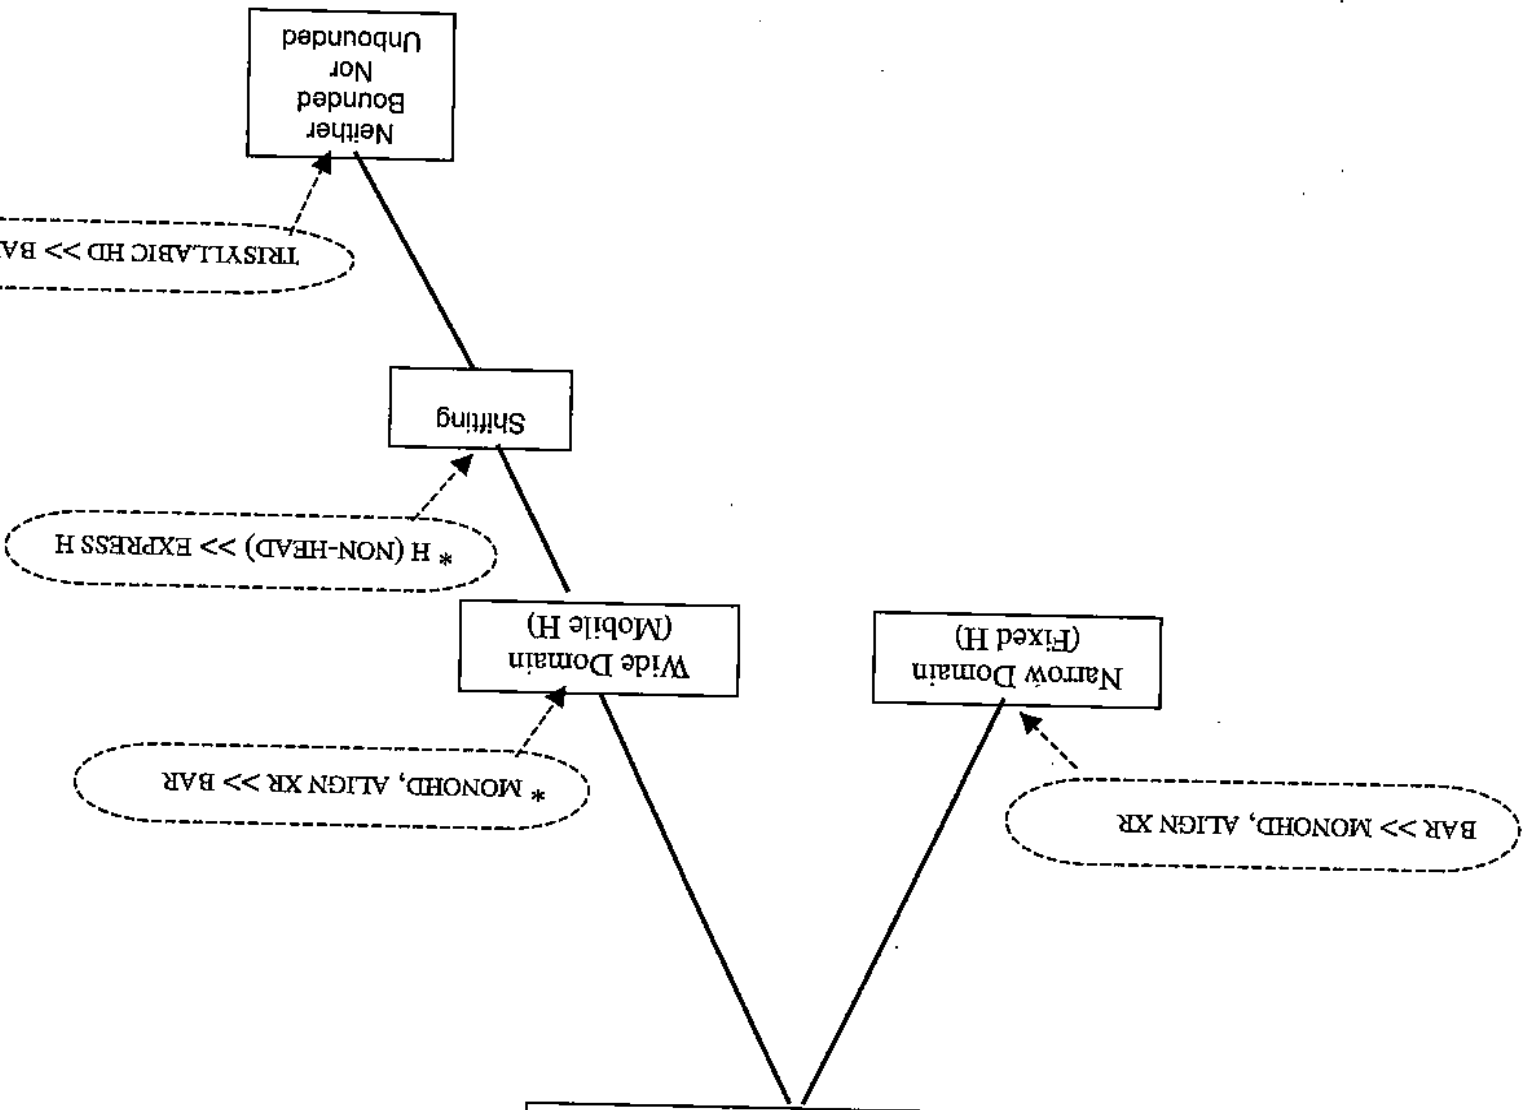 BAR >> MONOHD, ALIGN XR
* MONOHD, ALIGN XR >> BAR
Narrow Domain
(Fixed H)
Wide Domain
(Mobile H)
* H (NON-HEAD) >> EXPRESS H
Shifting
TRISYLLABIC HD >> BA
Neither
Bounded
Nor
Unbounded